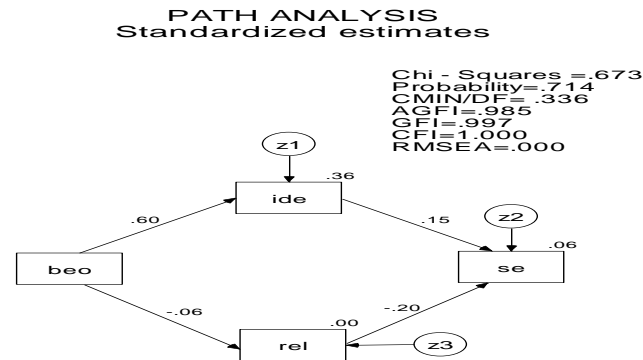 PATH ANALYSIS
Standardized estimates
Chi - Squares =.673
Probability=.714
CMIN/DF= .336
AGFI=.985
GFI=.997
CFI=1.000
RMSEA=.000
z1
.36
ide
.60
.15
z2
.06
beo
se
-.06
-.20
.00
rel
z3